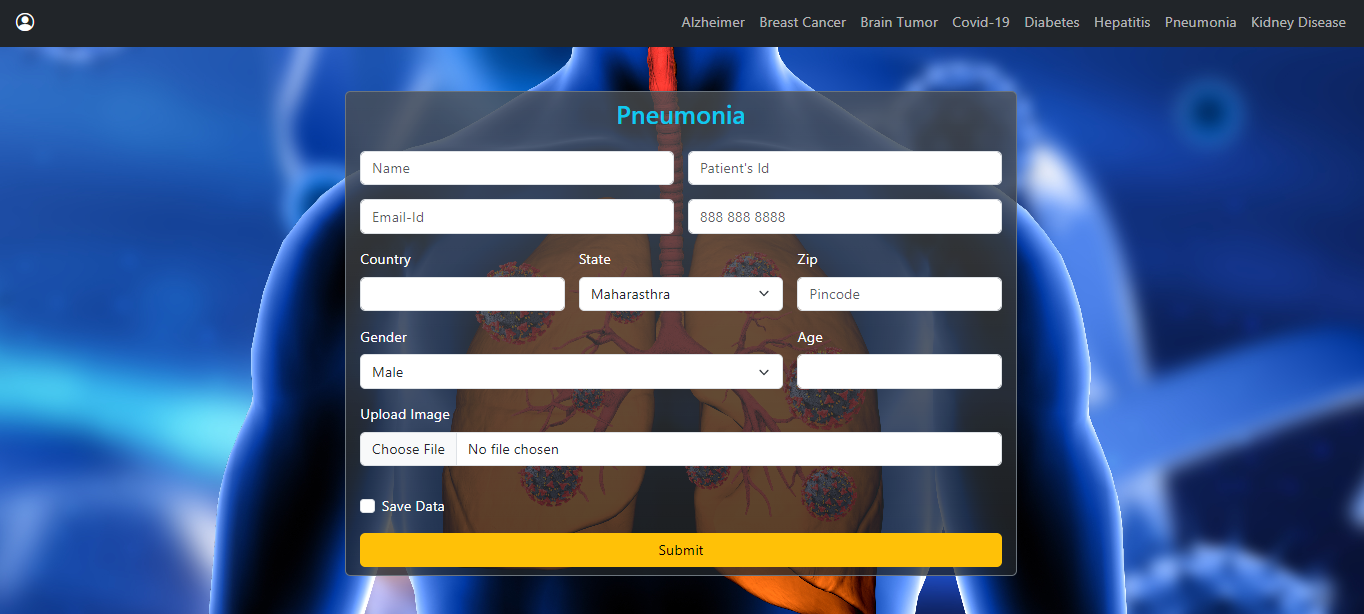 Alzheimer Breast Cancer Brain Tumor Covid-19 Diabetes Hepatitis Pneumonia Kidney Disease
Pneumonia
Name Patient's Id
Email-Id 888 888 8888
Country State Zip
Maharasthra Pincode
Gender Age
Male
Upload Image
Choose File No file chosen
Save Data
Submit